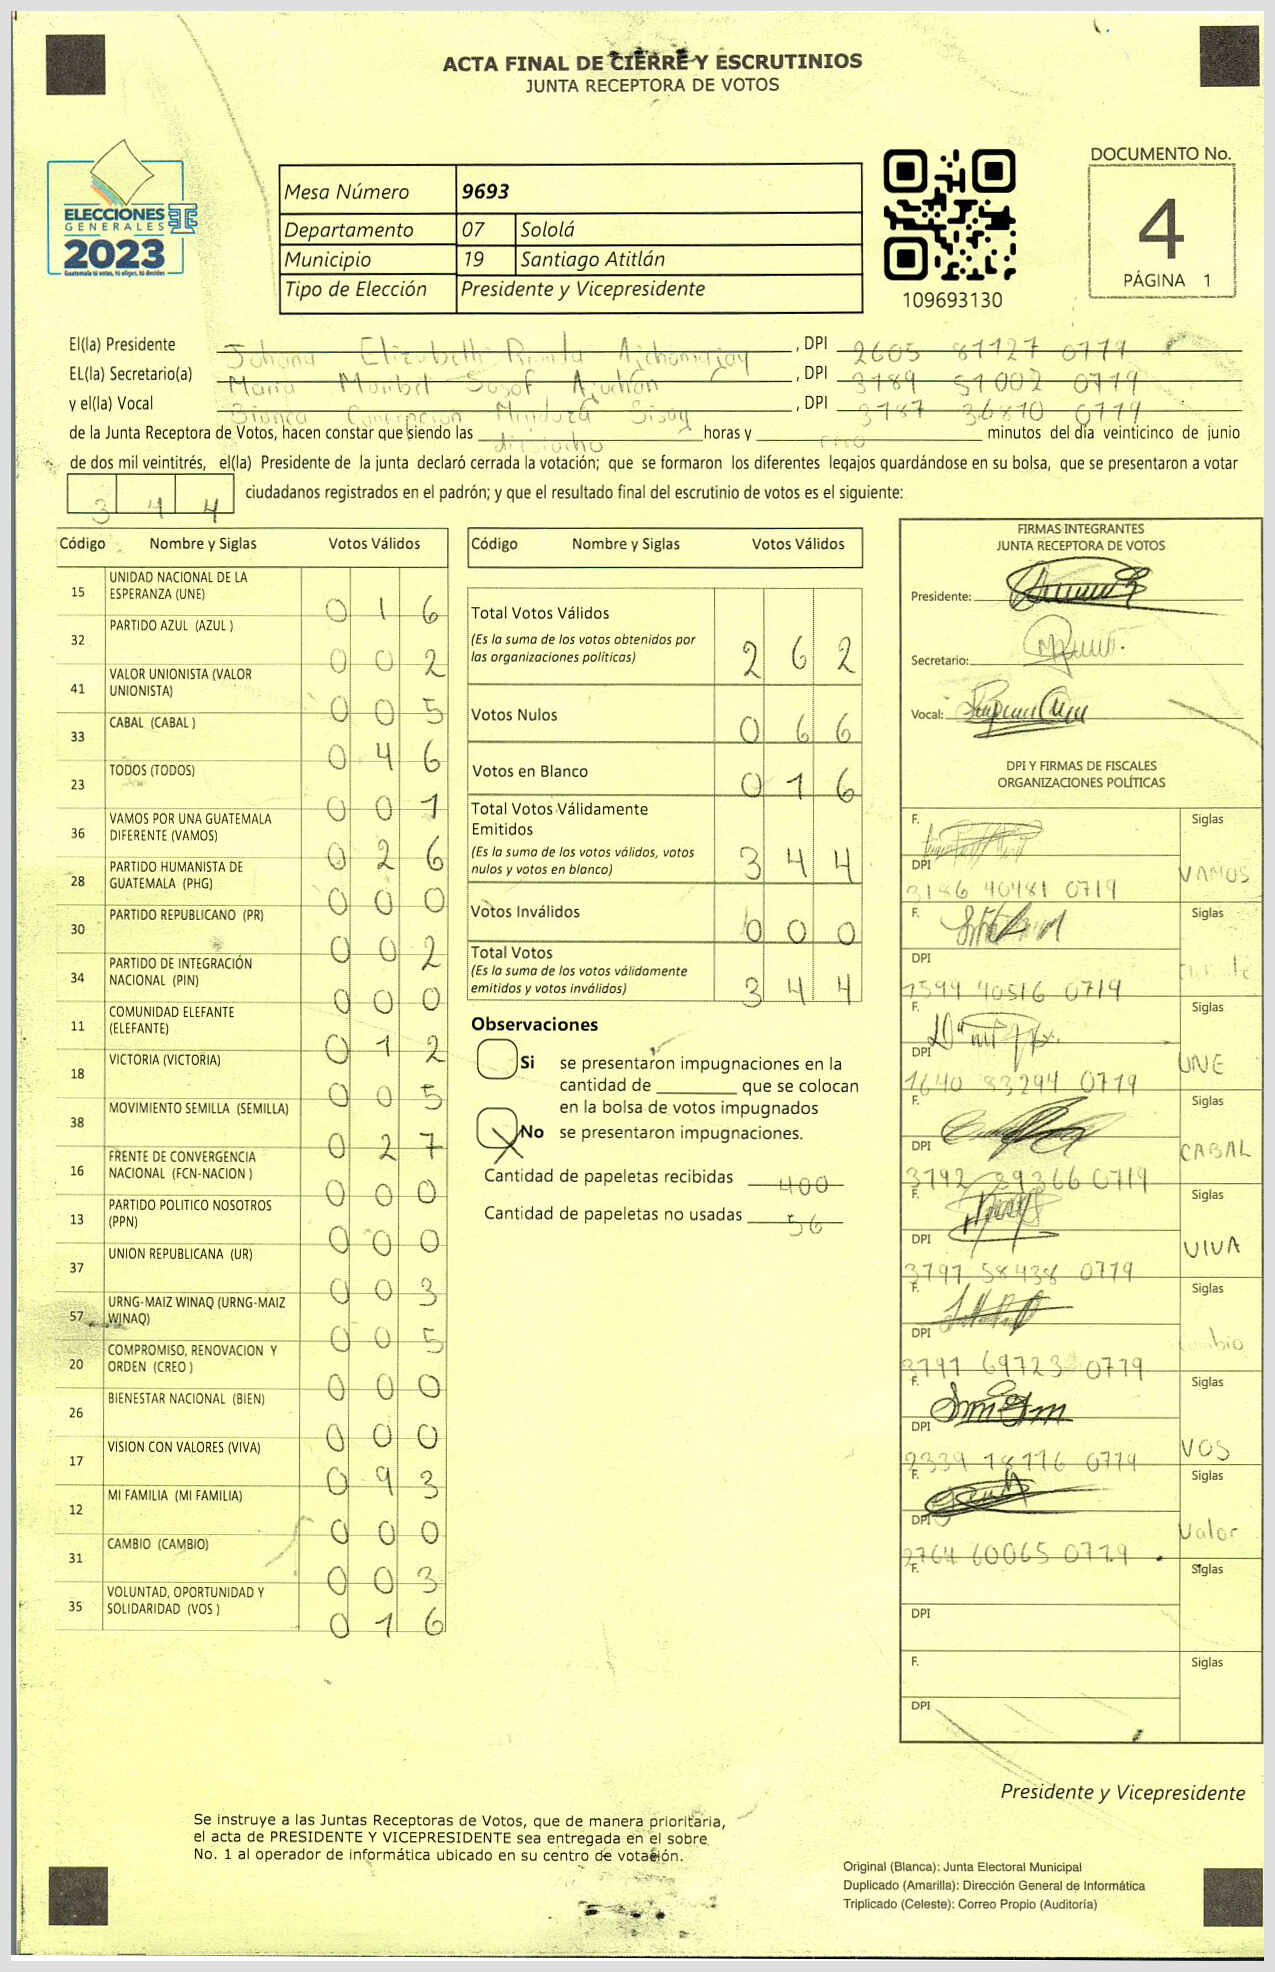 ACTA FINAL DE CIERRE Y ESCRUTINIOS
JUNTA RECEPTORA DE VOTOS
ELECCIONES
GENERALES
2023
Guatemala tú votas, tú eliges, tú decides
Mesa Número 9693
Departamento 07 Sololá
Municipio 19 Santiago Atitlán
Tipo de Elección Presidente y Vicepresidente
109693130
DOCUMENTO No.
4
PÁGINA 1
El(la) Presidente Johana Elizabeth , DPI 2605 87727 0719
EL(la) Secretario(a) Maria Sosof , DPI 3189 51002 0719
y el(la) Vocal Bianca Concepcion Mendoza Sisay , DPI 3787 36810 0719
de la Junta Receptora de Votos, hacen constar que siendo las dieciocho horas y cero minutos del día veinticinco de junio
de dos mil veintitrés, el(la) Presidente de la junta declaró cerrada la votación; que se formaron los diferentes legajos guardándose en su bolsa, que se presentaron a votar
3 4 4 ciudadanos registrados en el padrón; y que el resultado final del escrutinio de votos es el siguiente:
Código Nombre y Siglas Votos Válidos
15 UNIDAD NACIONAL DE LA ESPERANZA (UNE) 0 1 6
32 PARTIDO AZUL (AZUL ) 0 0 2
41 VALOR UNIONISTA (VALOR UNIONISTA) 0 0 5
33 CABAL (CABAL ) 0 4 6
23 TODOS (TODOS) 0 0 1
36 VAMOS POR UNA GUATEMALA DIFERENTE (VAMOS) 0 2 6
28 PARTIDO HUMANISTA DE GUATEMALA (PHG) 0 0 0
30 PARTIDO REPUBLICANO (PR) 0 0 2
34 PARTIDO DE INTEGRACIÓN NACIONAL (PIN) 0 0 0
11 COMUNIDAD ELEFANTE (ELEFANTE) 0 1 2
18 VICTORIA (VICTORIA) 0 0 5
38 MOVIMIENTO SEMILLA (SEMILLA) 0 2 7
16 FRENTE DE CONVERGENCIA NACIONAL (FCN-NACION ) 0 0 0
13 PARTIDO POLITICO NOSOTROS (PPN) 0 0 0
37 UNION REPUBLICANA (UR) 0 0 3
57 URNG-MAIZ WINAQ (URNG-MAIZ WINAQ) 0 0 5
20 COMPROMISO, RENOVACION Y ORDEN (CREO ) 0 0 0
26 BIENESTAR NACIONAL (BIEN) 0 0 0
17 VISION CON VALORES (VIVA) 0 9 3
12 MI FAMILIA (MI FAMILIA) 0 0 0
31 CAMBIO (CAMBIO) 0 0 3
35 VOLUNTAD, OPORTUNIDAD Y SOLIDARIDAD (VOS ) 0 1 6
Código Nombre y Siglas Votos Válidos
Total Votos Válidos 2 6 2
(Es la suma de los votos obtenidos por
las organizaciones políticas)
Votos Nulos 0 6 6
Votos en Blanco 0 1 6
Total Votos Válidamente
Emitidos 3 4 4
(Es la suma de los votos válidos, votos
nulos y votos en blanco)
Votos Inválidos 0 0 0
Total Votos 3 4 4
(Es la suma de los votos válidamente
emitidos y votos inválidos)
Observaciones
Si se presentaron impugnaciones en la
cantidad de ________ que se colocan
en la bolsa de votos impugnados
X No se presentaron impugnaciones.
Cantidad de papeletas recibidas 400
Cantidad de papeletas no usadas 56
FIRMAS INTEGRANTES
JUNTA RECEPTORA DE VOTOS
Presidente:
Secretario:
Vocal:
DPI Y FIRMAS DE FISCALES
ORGANIZACIONES POLÍTICAS
F. Siglas
DPI 3186 40481 0719 VAMOS
F. Siglas
DPI 1599 40516 0719
F. Siglas
DPI 1640 83294 0719 UNE
F. Siglas
DPI 3792 29366 0719 CABAL
F. Siglas
DPI 3797 58438 0719 VIVA
F. Siglas
DPI 3797 69723 0719 Cambio
F. Siglas
DPI 2339 18176 0719 VOS
F. Siglas
DPI 2764 60065 0719 Valor
F. Siglas
DPI
F. Siglas
DPI
Presidente y Vicepresidente
Se instruye a las Juntas Receptoras de Votos, que de manera prioritaria,
el acta de PRESIDENTE Y VICEPRESIDENTE sea entregada en el sobre
No. 1 al operador de informática ubicado en su centro de votación.
Original (Blanca): Junta Electoral Municipal
Duplicado (Amarilla): Dirección General de Informática
Triplicado (Celeste): Correo Propio (Auditoría)